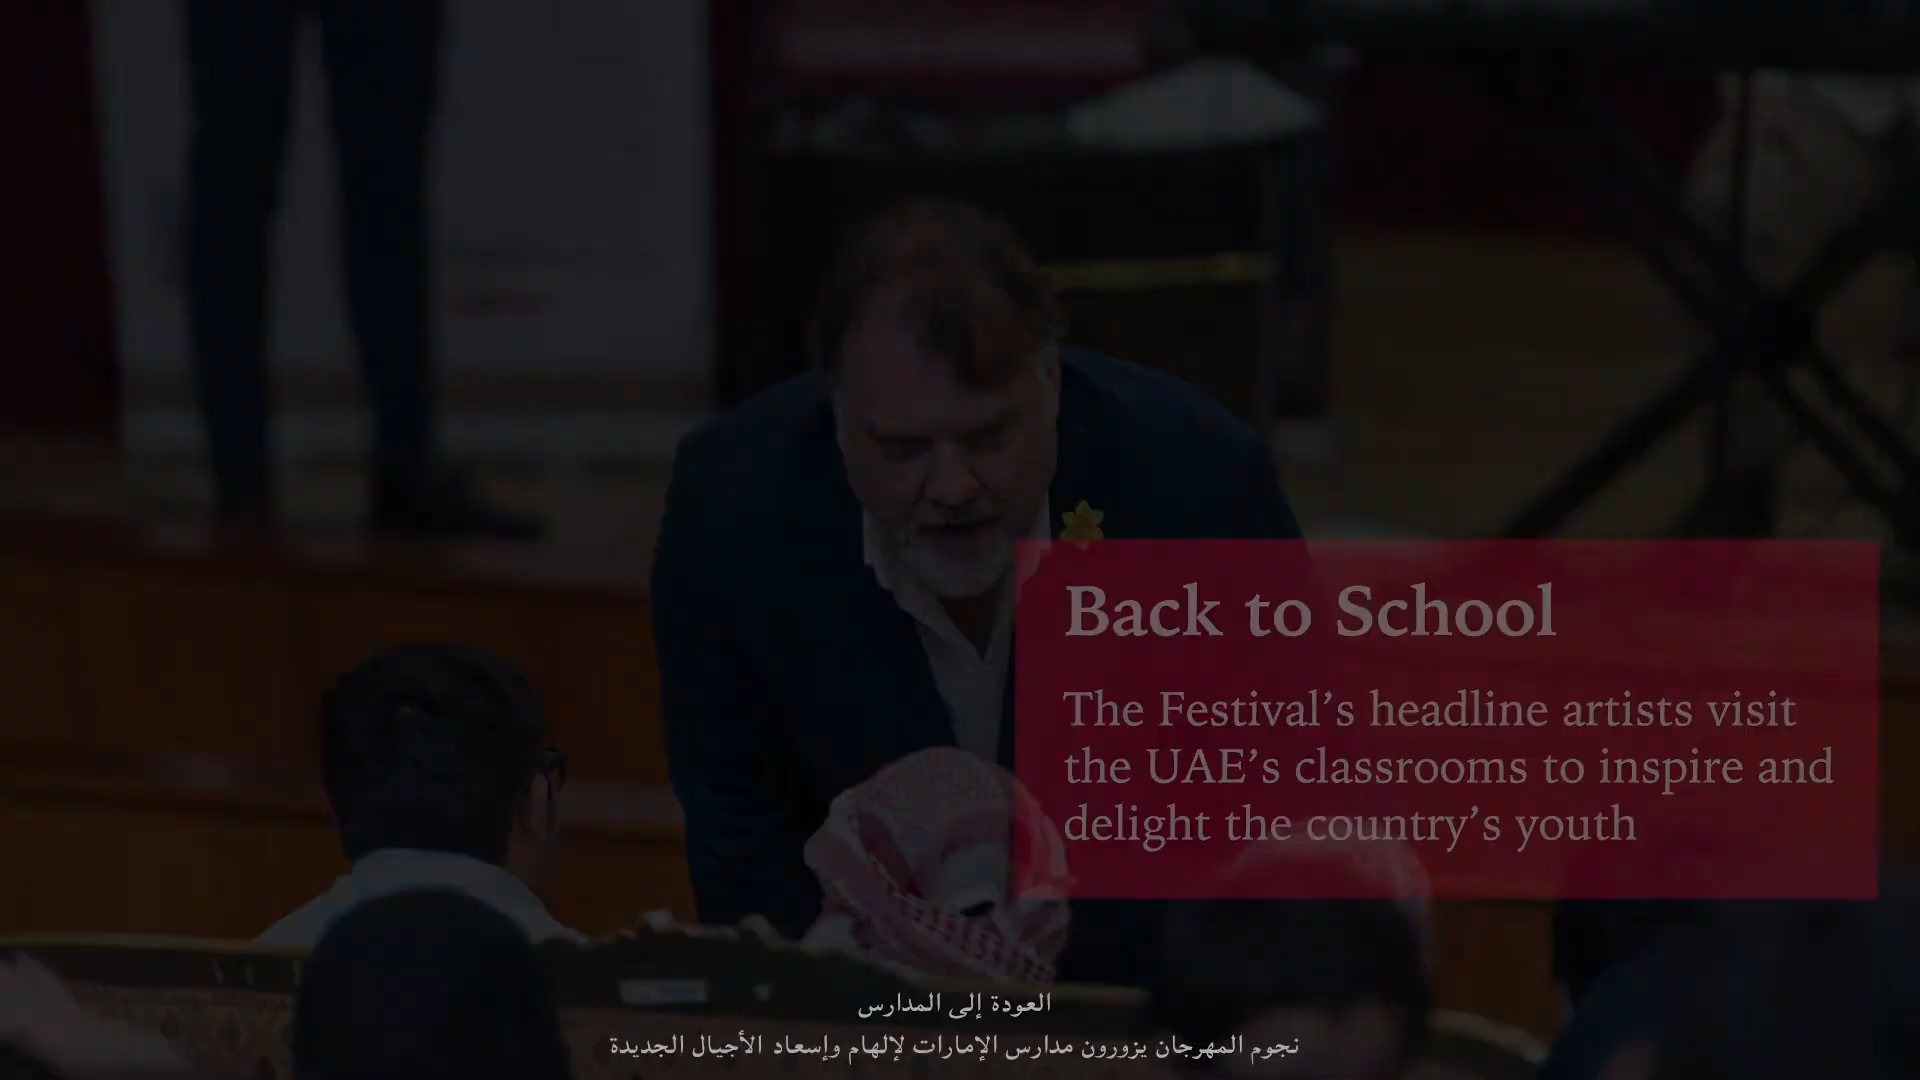 Back to School
The Festival’s headline artists visit
the UAE’s classrooms to inspire and
delight the country’s youth
العودة إلى المدارس
نجوم المهرجان يزورون مدارس الإمارات لإلهام وإسعاد الأجيال الجديدة